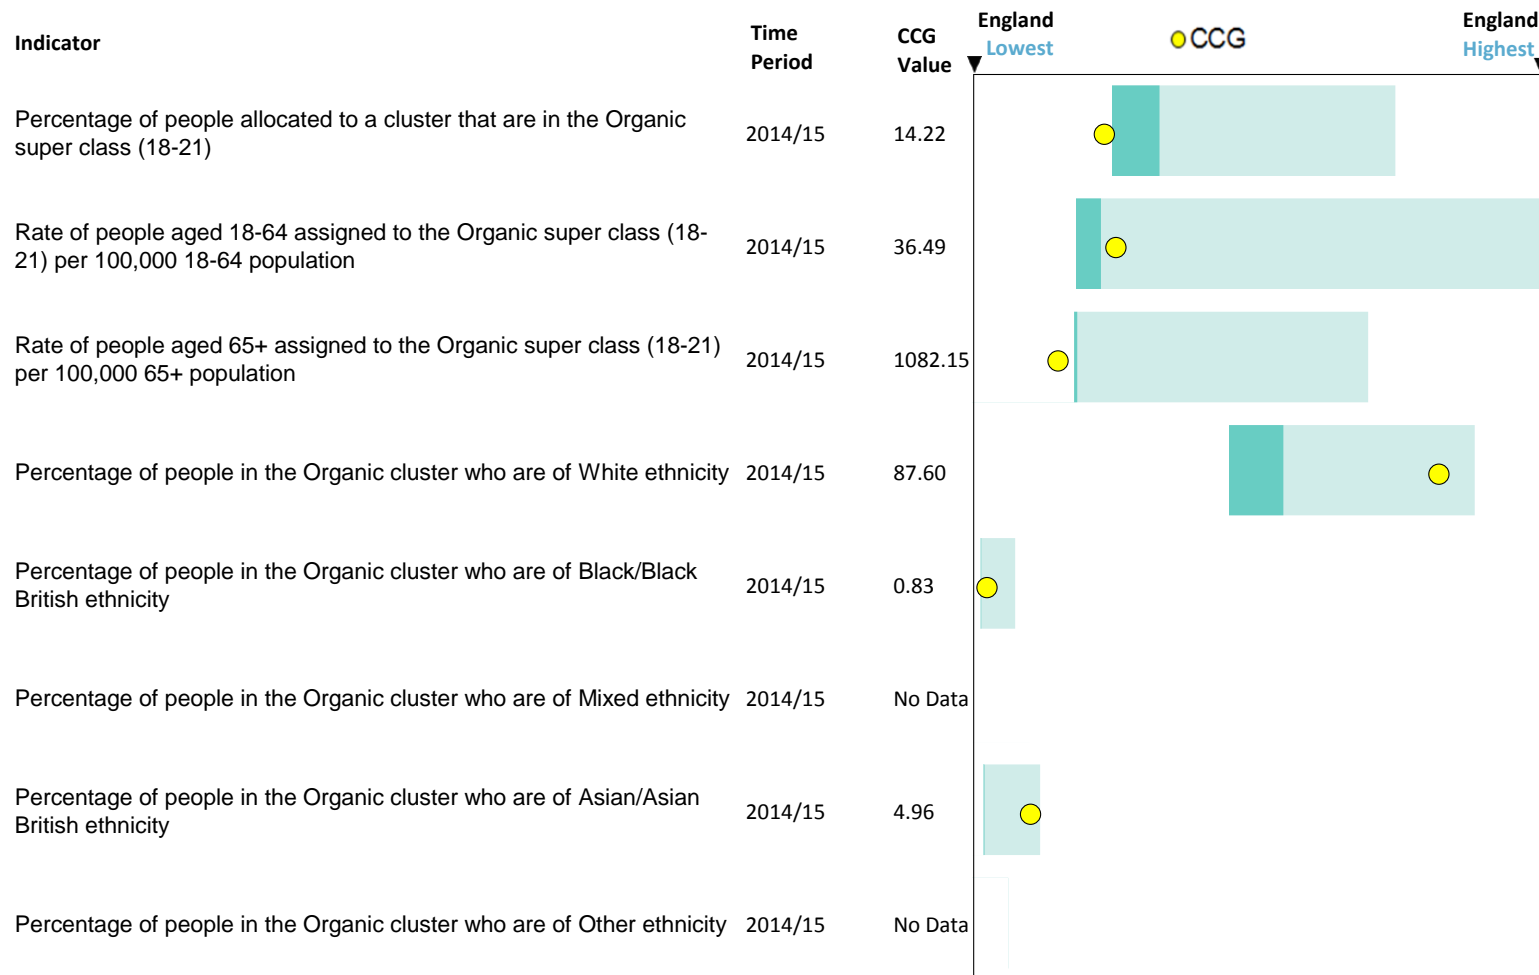 Indicator
Time
Period
CCG
Value
England
Lowest
CCG
England
Highest
Percentage of people allocated to a cluster that are in the Organic
super class (18-21)
2014/15
14.22
Rate of people aged 18-64 assigned to the Organic super class (18-
21) per 100,000 18-64 population
2014/15
36.49
Rate of people aged 65+ assigned to the Organic super class (18-21)
per 100,000 65+ population
2014/15
1082.15
Percentage of people in the Organic cluster who are of White ethnicity
2014/15
87.60
Percentage of people in the Organic cluster who are of Black/Black
British ethnicity
2014/15
0.83
Percentage of people in the Organic cluster who are of Mixed ethnicity
2014/15
No Data
Percentage of people in the Organic cluster who are of Asian/Asian
British ethnicity
2014/15
4.96
Percentage of people in the Organic cluster who are of Other ethnicity
2014/15
No Data